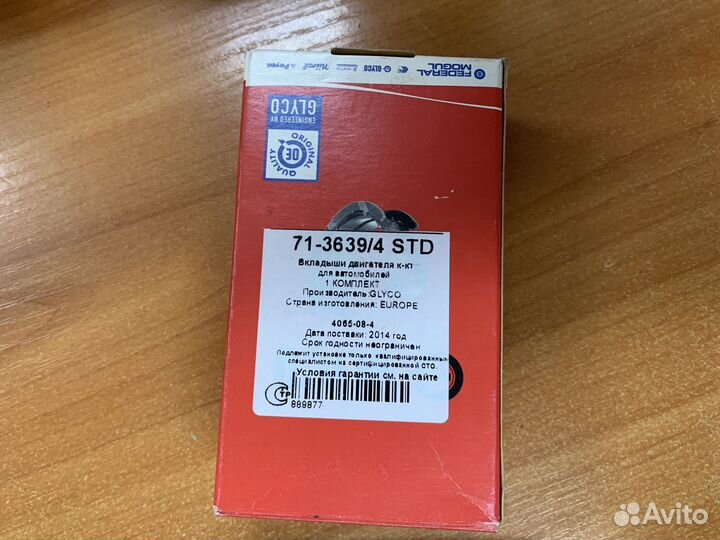 FEDERAL
MOGUL
GLYCO
Nüral
Payen
ENGINEERED BY
GLYCO
QUALITY
OE
ORIGINAL
71-3639/4 STD
Вкладыши двигателя к-кт
для автомобилей
1 КОМПЛЕКТ
Производитель:GLYCO
Страна изготовления: EUROPE
4065-08-4
Дата поставки: 2014 год
Срок годности неограничен
Подлежит установке только квалифицированным
специалистом на сертифицированной СТО.
Условия гарантии см. на сайте
889877
Avito